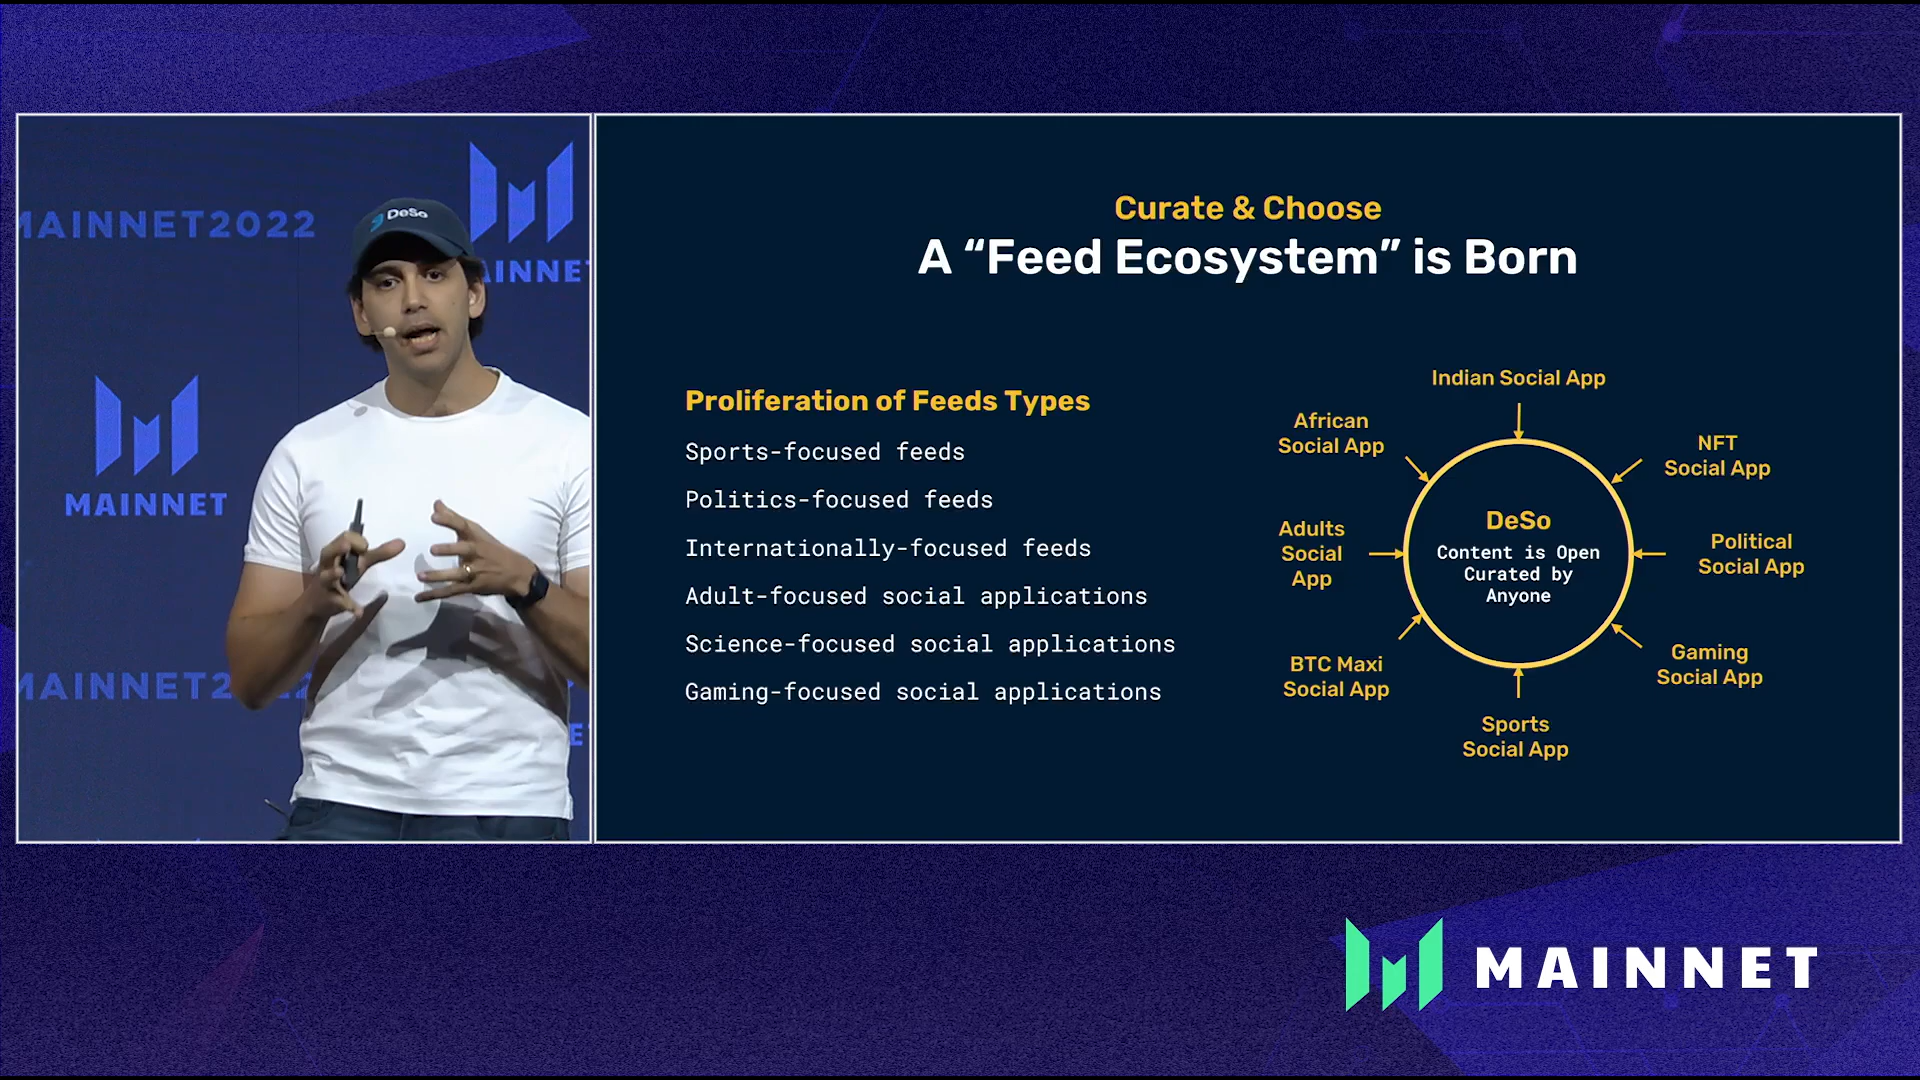 MAINNET2022
DeSo
MAINNET
MAINNET
MAINNET2022
Curate & Choose
A “Feed Ecosystem” is Born
Proliferation of Feeds Types
Sports-focused feeds
Politics-focused feeds
Internationally-focused feeds
Adult-focused social applications
Science-focused social applications
Gaming-focused social applications
Indian Social App
African
Social App
NFT
Social App
Adults
Social
App
DeSo
Content is Open
Curated by
Anyone
Political
Social App
BTC Maxi
Social App
Gaming
Social App
Sports
Social App
MAINNET